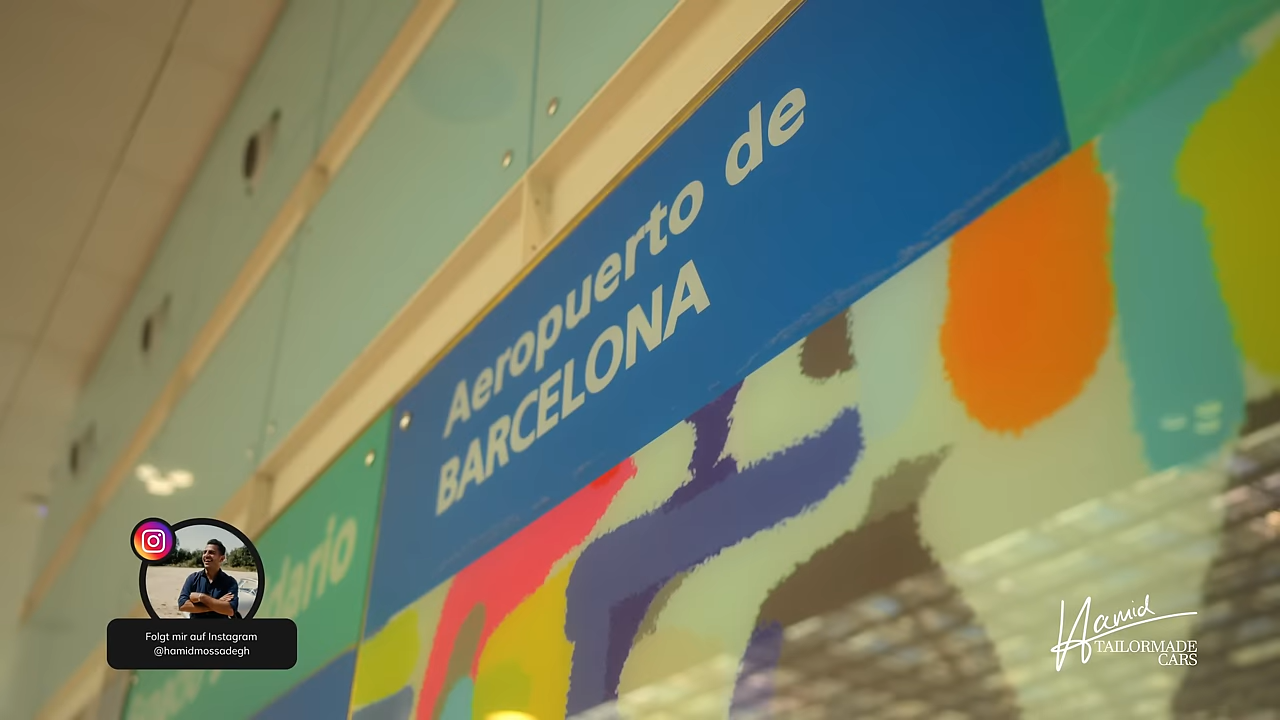 Aeropuerto de
BARCELONA
Folgt mir auf Instagram
@hamidmossadegh
Hamid
TAILORMADE
CARS